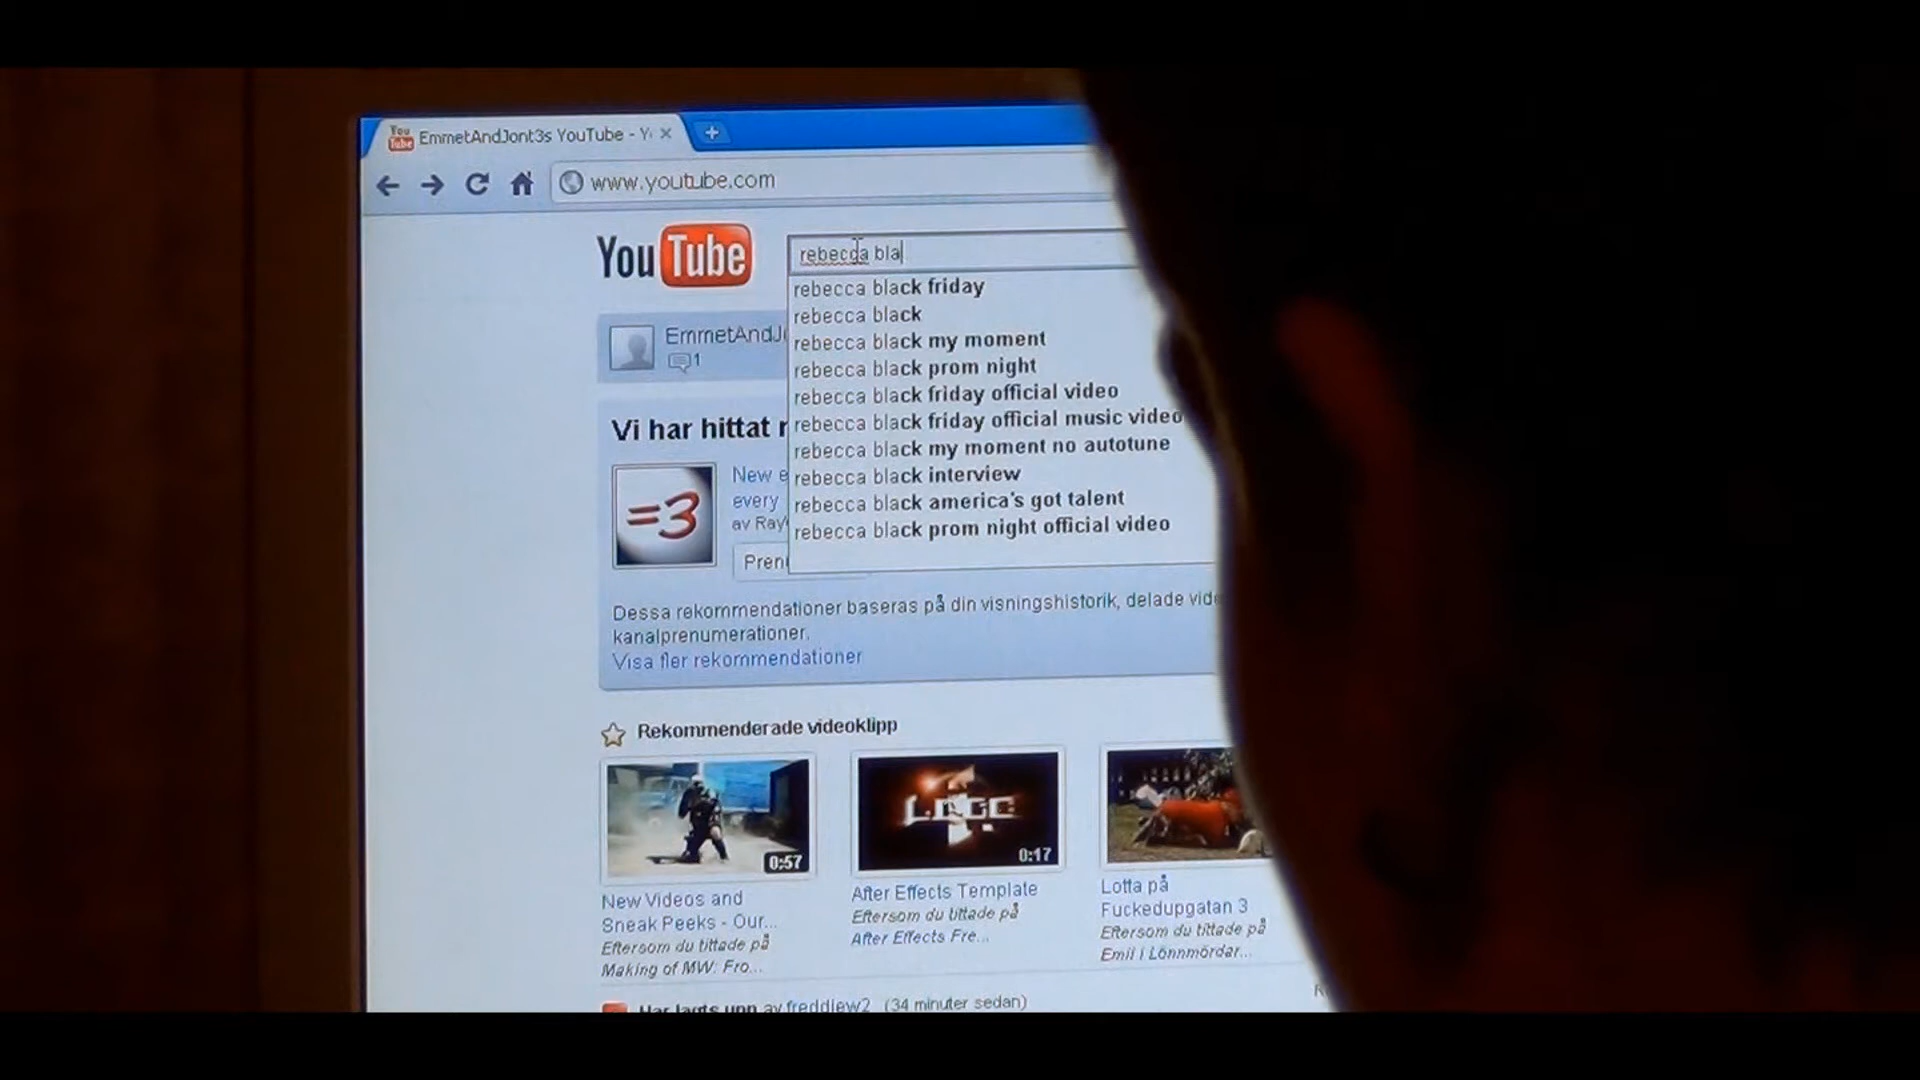 EmmetAndJont3s YouTube - Y
www.youtube.com
YouTube
rebecca bla
rebecca black friday
rebecca black
rebecca black my moment
rebecca black prom night
rebecca black friday official video
rebecca black friday official music video
rebecca black my moment no autotune
rebecca black interview
rebecca black america's got talent
rebecca black prom night official video
EmmetAndJ
1
Vi har hittat
=3
New e
every
av Ray
Pren
Dessa rekommendationer baseras på din visningshistorik, delade vide
kanalprenumerationer.
Visa fler rekommendationer
Rekommenderade videoklipp
0:57
0:17
New Videos and
Sneak Peeks - Our...
Eftersom du tittade på
Making of MW: Fro...
After Effects Template
Eftersom du tittade på
After Effects Fre...
Lotta på
Fuckedupgatan 3
Eftersom du tittade på
Emil i Lönnmördar...
Har lagts upp av freddiew2 (34 minuter sedan)